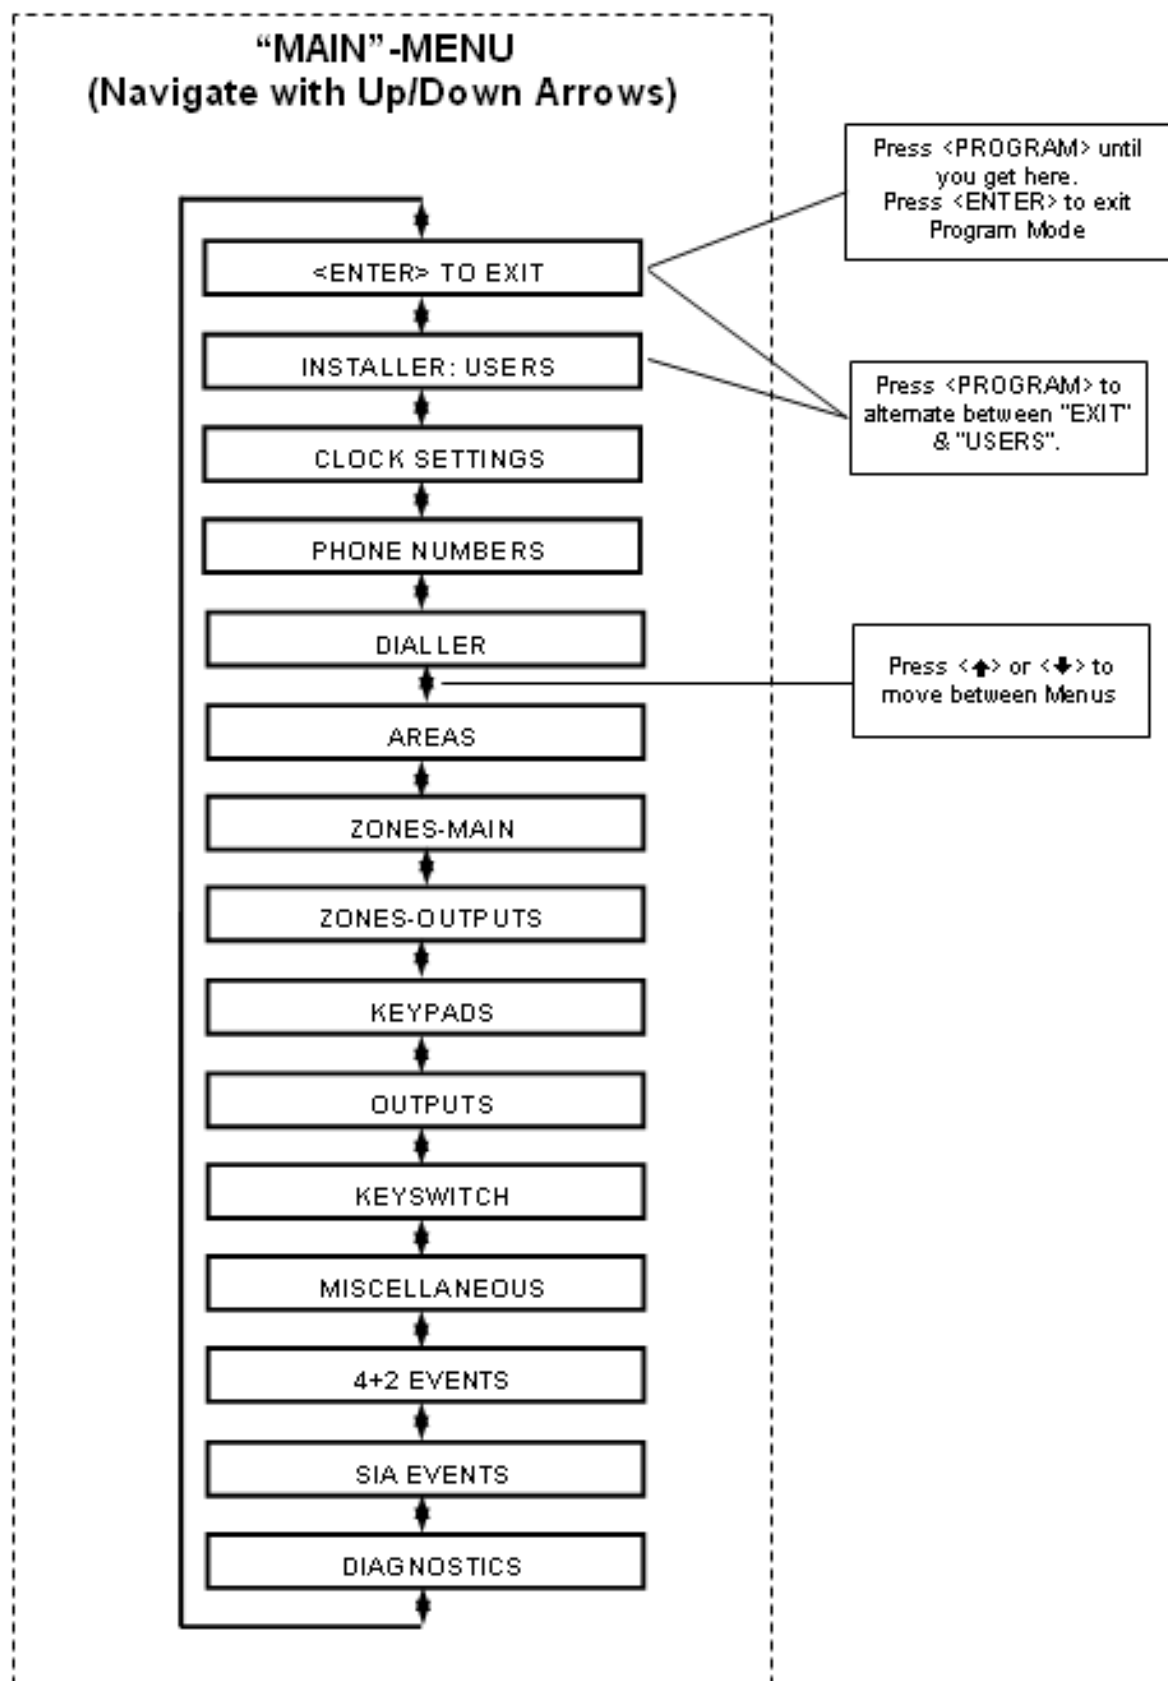 “MAIN”-MENU
(Navigate with Up/Down Arrows)
Press <PROGRAM> until
you get here.
Press <ENTER> to exit
Program Mode
<ENTER> TO EXIT
INSTALLER: USERS
Press <PROGRAM> to
alternate between "EXIT"
& "USERS".
CLOCK SETTINGS
PHONE NUMBERS
DIALLER
Press <🡅> or <🡇> to
move between Menus
AREAS
ZONES-MAIN
ZONES-OUTPUTS
KEYPADS
OUTPUTS
KEYSWITCH
MISCELLANEOUS
4+2 EVENTS
SIA EVENTS
DIAGNOSTICS